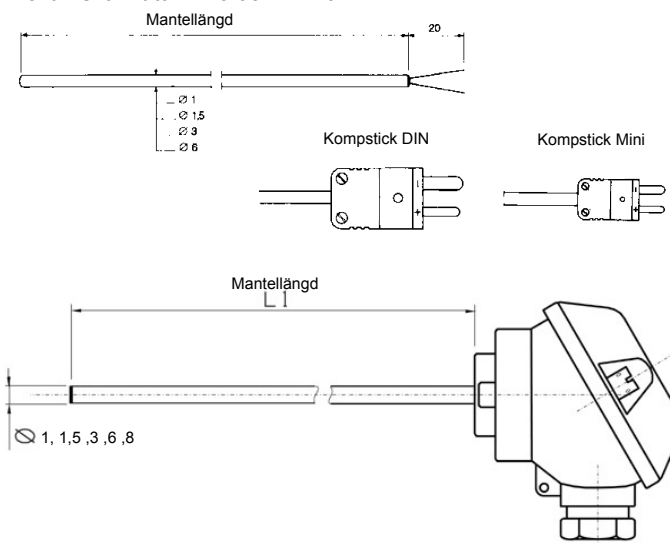 Mantellängd
20
Ø 1
Ø 1,5
Ø 3
Ø 6
Kompstick DIN
Kompstick Mini
Mantellängd
L1
Ø 1, 1,5 ,3 ,6 ,8